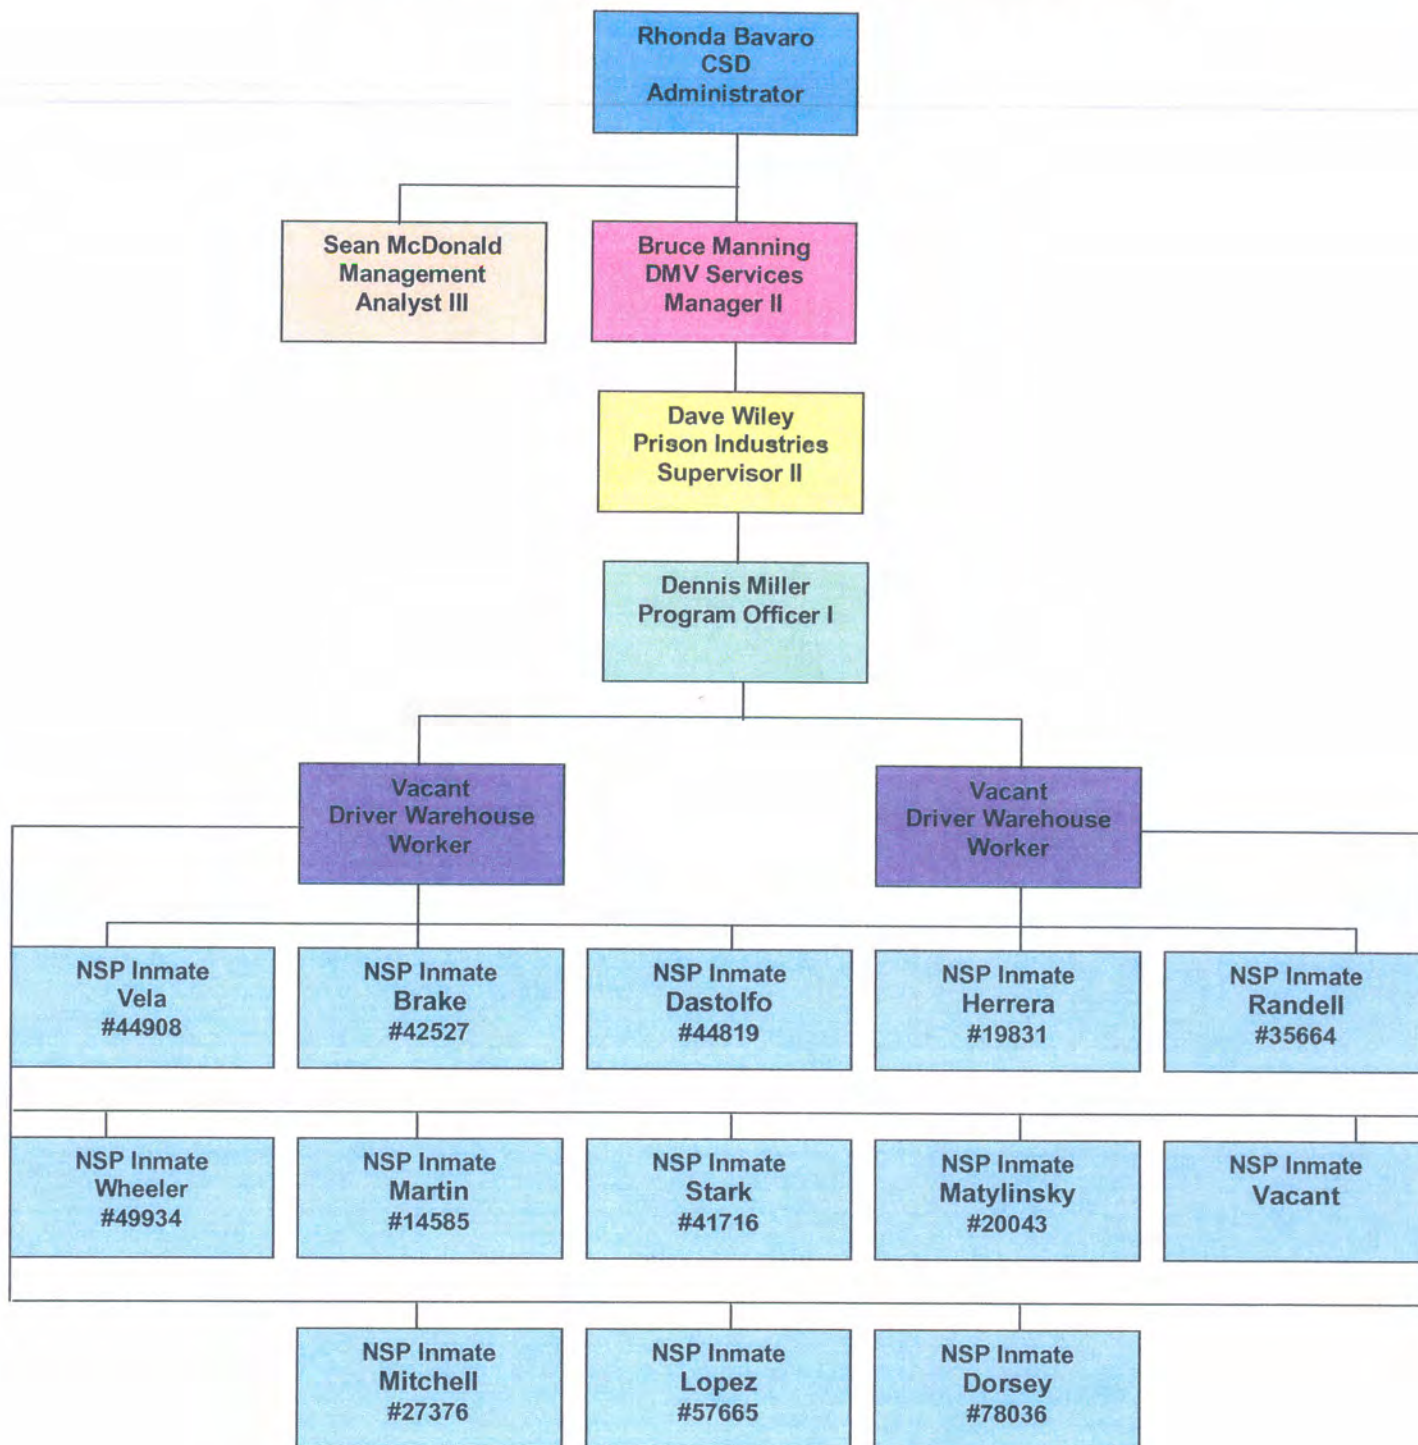 Rhonda Bavaro
CSD
Administrator
Sean McDonald
Management
Analyst III
Bruce Manning
DMV Services
Manager II
Dave Wiley
Prison Industries
Supervisor II
Dennis Miller
Program Officer I
Vacant
Driver Warehouse
Worker
Vacant
Driver Warehouse
Worker
NSP Inmate
Vela
#44908
NSP Inmate
Brake
#42527
NSP Inmate
Dastolfo
#44819
NSP Inmate
Herrera
#19831
NSP Inmate
Randell
#35664
NSP Inmate
Wheeler
#49934
NSP Inmate
Martin
#14585
NSP Inmate
Stark
#41716
NSP Inmate
Matylinsky
#20043
NSP Inmate
Vacant
NSP Inmate
Mitchell
#27376
NSP Inmate
Lopez
#57665
NSP Inmate
Dorsey
#78036